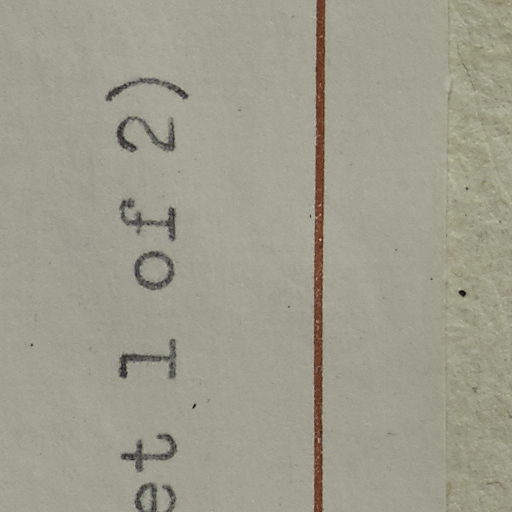 et 1 of 2)